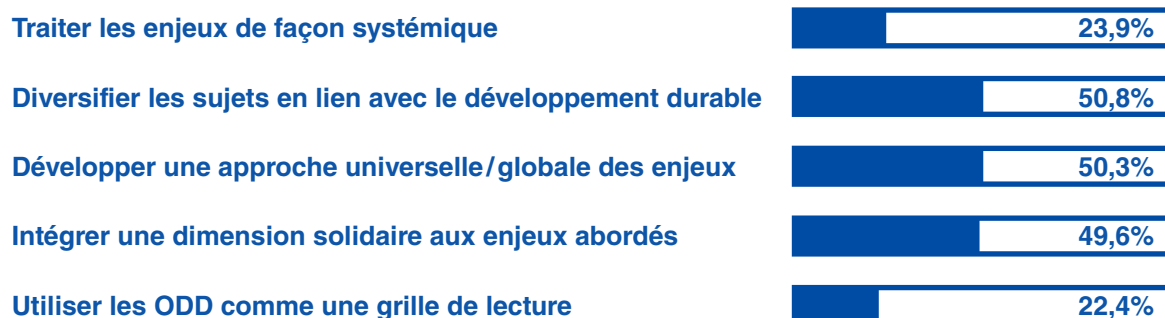 Traiter les enjeux de façon systémique 23,9%
Diversifier les sujets en lien avec le développement durable 50,8%
Développer une approche universelle/globale des enjeux 50,3%
Intégrer une dimension solidaire aux enjeux abordés 49,6%
Utiliser les ODD comme une grille de lecture 22,4%